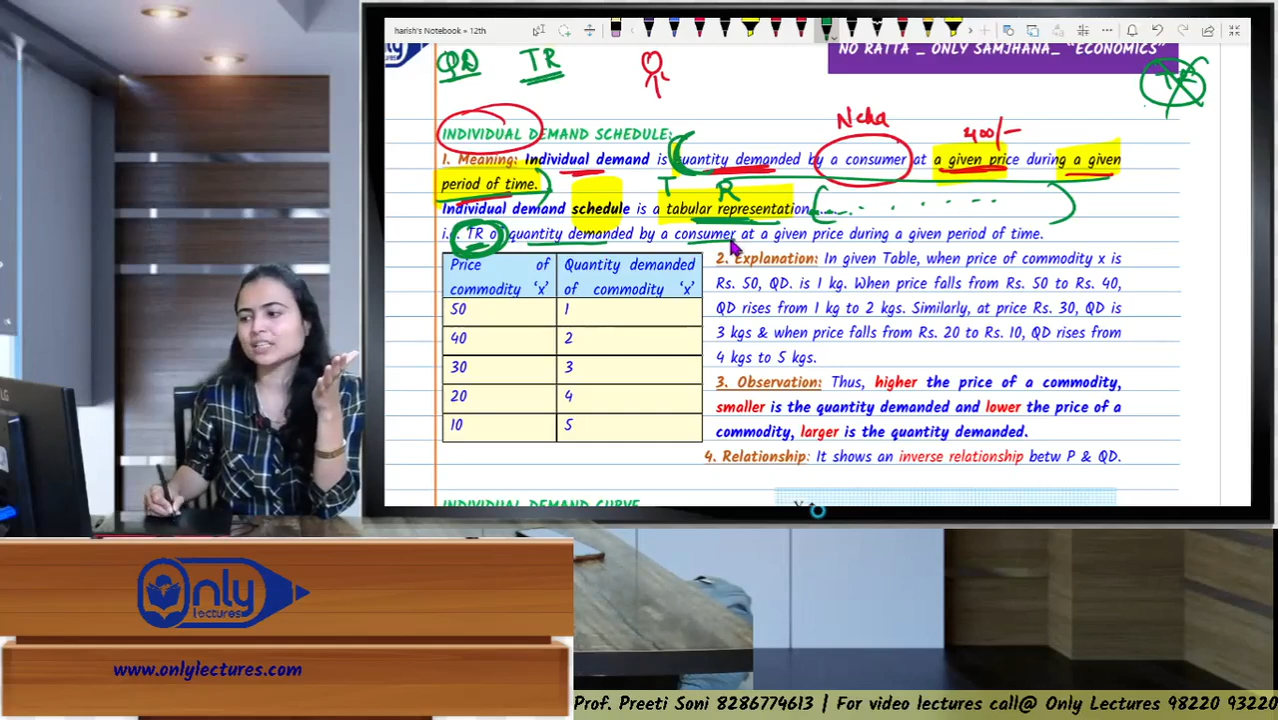 harish's Notebook » 12th
NO RATTA _ ONLY SAMJHANA_ "ECONOMICS"
QD TR
INDIVIDUAL DEMAND SCHEDULE:
Neha
400/-
1. Meaning: Individual demand is quantity demanded by a consumer at a given price during a given
period of time.
T R
Individual demand schedule is a tabular representation......
i.e. TR of quantity demanded by a consumer at a given price during a given period of time.
Price of
commodity 'x'
Quantity demanded
of commodity 'x'
50 1
40 2
30 3
20 4
10 5
2. Explanation: In given Table, when price of commodity x is
Rs. 50, QD. is 1 kg. When price falls from Rs. 50 to Rs. 40,
QD rises from 1 kg to 2 kgs. Similarly, at price Rs. 30, QD is
3 kgs & when price falls from Rs. 20 to Rs. 10, QD rises from
4 kgs to 5 kgs.
3. Observation: Thus, higher the price of a commodity,
smaller is the quantity demanded and lower the price of a
commodity, larger is the quantity demanded.
4. Relationship: It shows an inverse relationship betw P & QD.
INDIVIDUAL DEMAND CURVE
Y
Only
lectures
www.onlylectures.com
Prof. Preeti Soni 8286774613 | For video lectures call@ Only Lectures 98220 93220